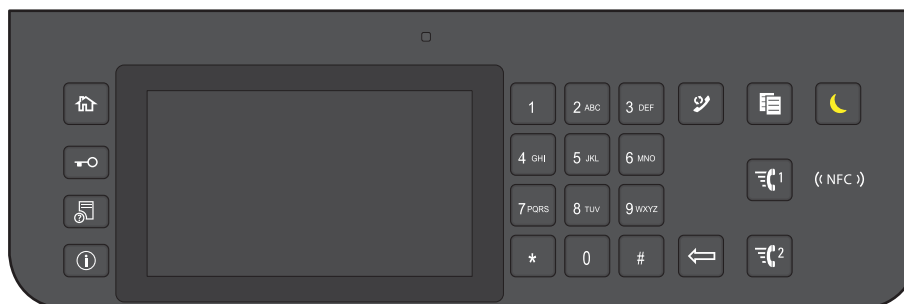 1
2 ABC
3 DEF
4 GHI
5 JKL
6 MNO
1
((NFC))
7 PQRS
8 TUV
9 WXYZ
*
0
#
2